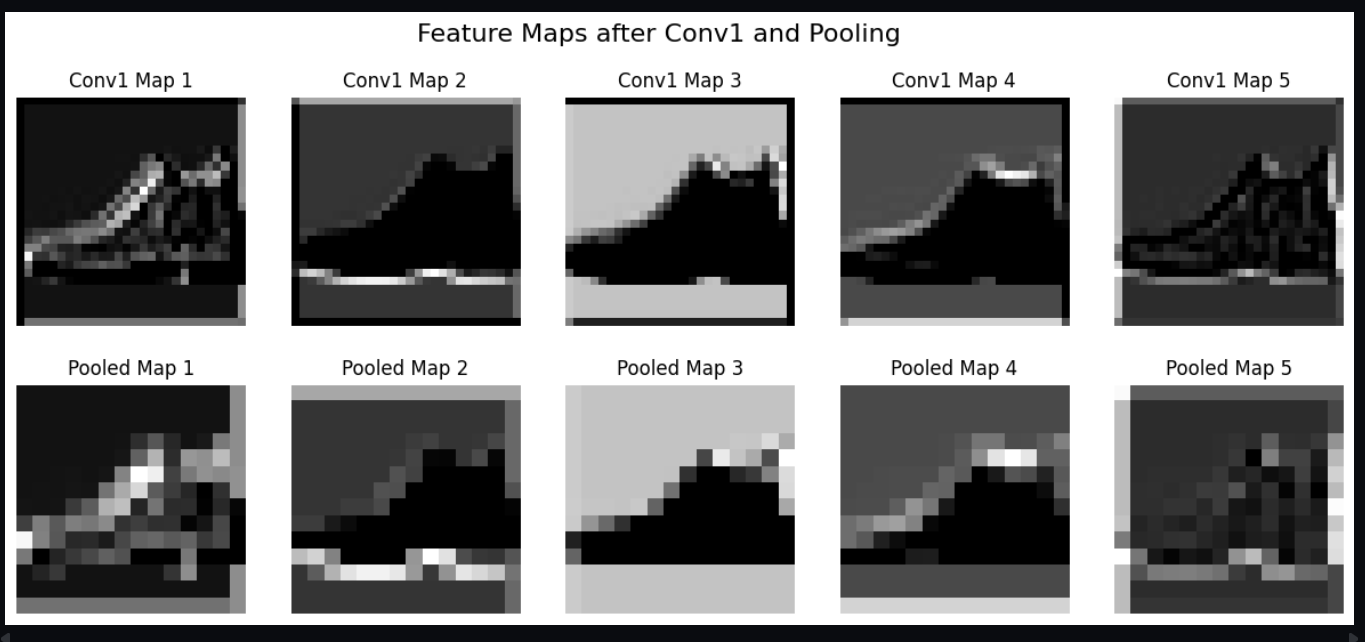 Feature Maps after Conv1 and Pooling
Conv1 Map 1
Conv1 Map 2
Conv1 Map 3
Conv1 Map 4
Conv1 Map 5
Pooled Map 1
Pooled Map 2
Pooled Map 3
Pooled Map 4
Pooled Map 5